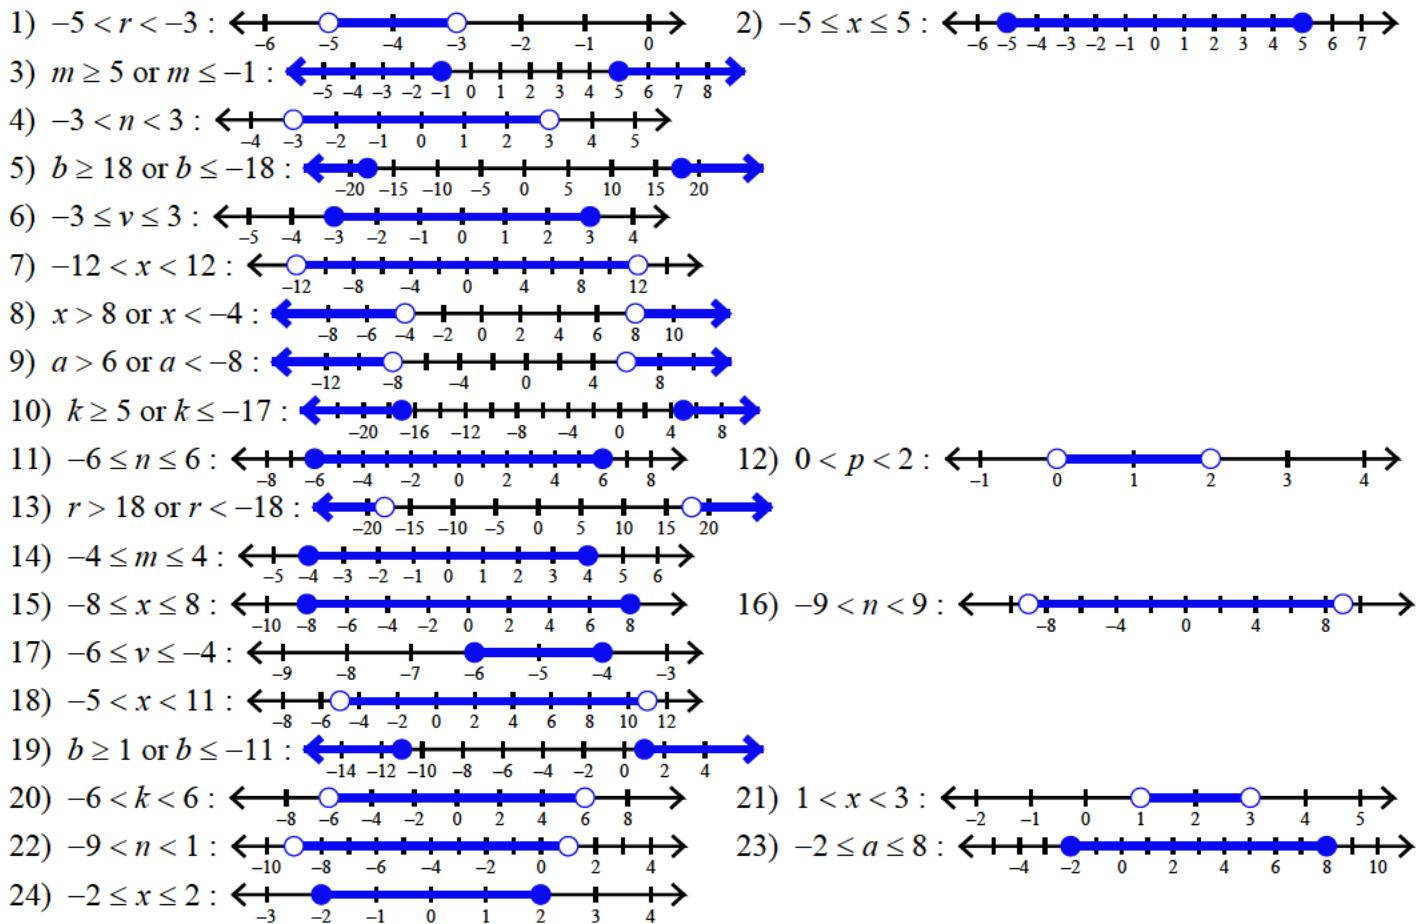 1) −5 < r < −3 :
−6 −5 −4 −3 −2 −1 0
2) −5 ≤ x ≤ 5 :
−6 −5 −4 −3 −2 −1 0 1 2 3 4 5 6 7
3) m ≥ 5 or m ≤ −1 :
−5 −4 −3 −2 −1 0 1 2 3 4 5 6 7 8
4) −3 < n < 3 :
−4 −3 −2 −1 0 1 2 3 4 5
5) b ≥ 18 or b ≤ −18 :
−20 −15 −10 −5 0 5 10 15 20
6) −3 ≤ v ≤ 3 :
−5 −4 −3 −2 −1 0 1 2 3 4
7) −12 < x < 12 :
−12 −8 −4 0 4 8 12
8) x > 8 or x < −4 :
−8 −6 −4 −2 0 2 4 6 8 10
9) a > 6 or a < −8 :
−12 −8 −4 0 4 8
10) k ≥ 5 or k ≤ −17 :
−20 −16 −12 −8 −4 0 4 8
11) −6 ≤ n ≤ 6 :
−8 −6 −4 −2 0 2 4 6 8
12) 0 < p < 2 :
−1 0 1 2 3 4
13) r > 18 or r < −18 :
−20 −15 −10 −5 0 5 10 15 20
14) −4 ≤ m ≤ 4 :
−5 −4 −3 −2 −1 0 1 2 3 4 5 6
15) −8 ≤ x ≤ 8 :
−10 −8 −6 −4 −2 0 2 4 6 8
16) −9 < n < 9 :
−8 −4 0 4 8
17) −6 ≤ v ≤ −4 :
−9 −8 −7 −6 −5 −4 −3
18) −5 < x < 11 :
−8 −6 −4 −2 0 2 4 6 8 10 12
19) b ≥ 1 or b ≤ −11 :
−14 −12 −10 −8 −6 −4 −2 0 2 4
20) −6 < k < 6 :
−8 −6 −4 −2 0 2 4 6 8
21) 1 < x < 3 :
−2 −1 0 1 2 3 4 5
22) −9 < n < 1 :
−10 −8 −6 −4 −2 0 2 4
23) −2 ≤ a ≤ 8 :
−4 −2 0 2 4 6 8 10
24) −2 ≤ x ≤ 2 :
−3 −2 −1 0 1 2 3 4